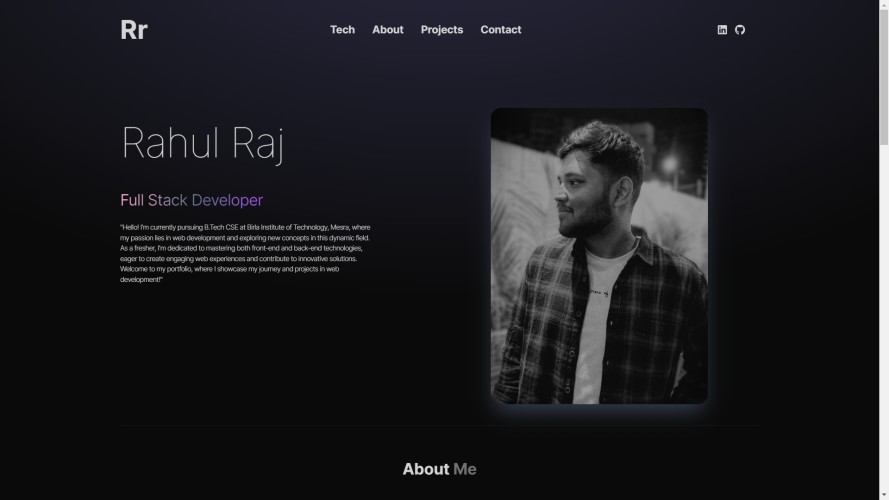 Rr
Tech About Projects Contact
Rahul Raj
Full Stack Developer
"Hello! I'm currently pursuing B.Tech CSE at Birla Institute of Technology, Mesra, where
my passion lies in web development and exploring new concepts in this dynamic field.
As a fresher, I'm dedicated to mastering both front-end and back-end technologies,
eager to create engaging web experiences and contribute to innovative solutions.
Welcome to my portfolio, where I showcase my journey and projects in web
development!"
About Me